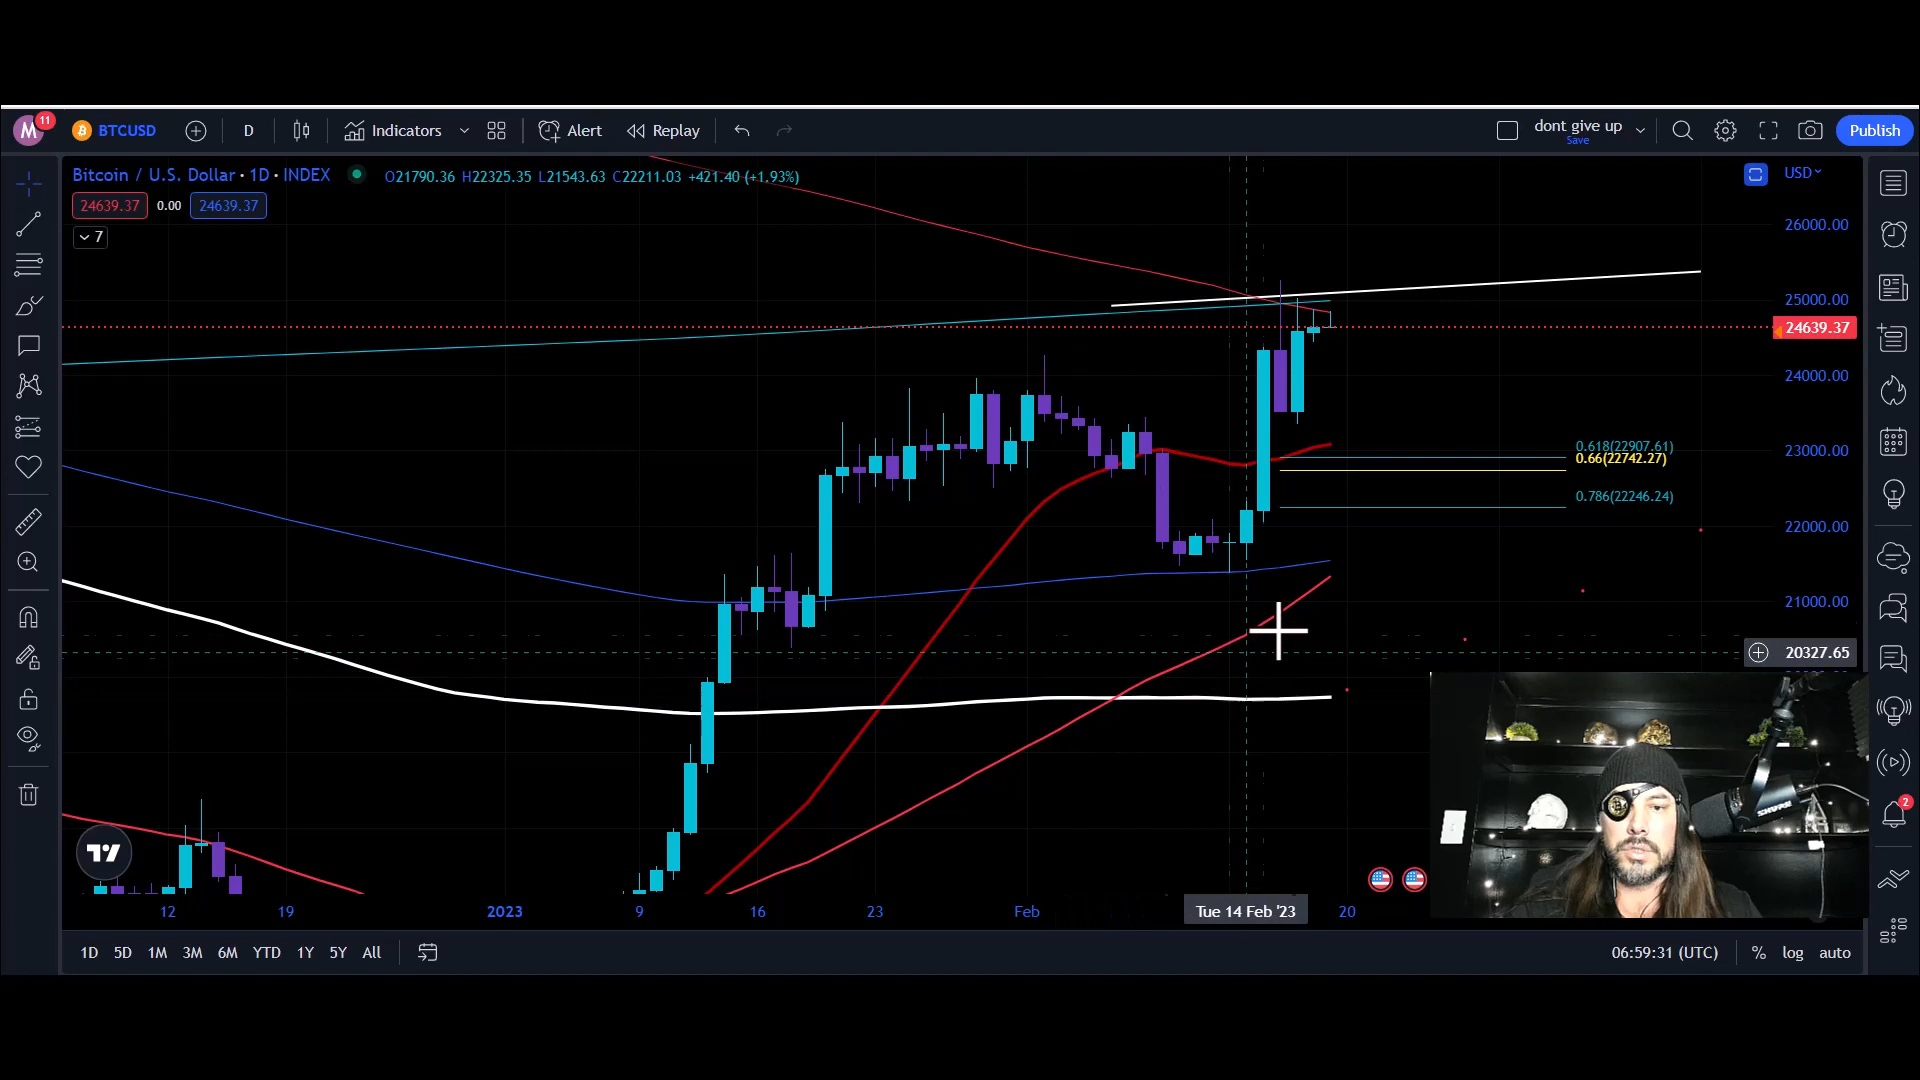 M 11 BTCUSD D Indicators Alert Replay dont give up Publish
Save
Bitcoin / U.S. Dollar · 1D · INDEX O21790.36 H22325.35 L21543.63 C22211.03 +421.40 (+1.93%) USD
24639.37 0.00 24639.37
7
26000.00
25000.00
24639.37
24000.00
23000.00
0.618(22907.61)
0.66(22742.27)
0.786(22246.24)
22000.00
21000.00
20327.65
SHURE
2
12 19 2023 9 16 23 Feb Tue 14 Feb '23 20
1D 5D 1M 3M 6M YTD 1Y 5Y All 06:59:31 (UTC) % log auto